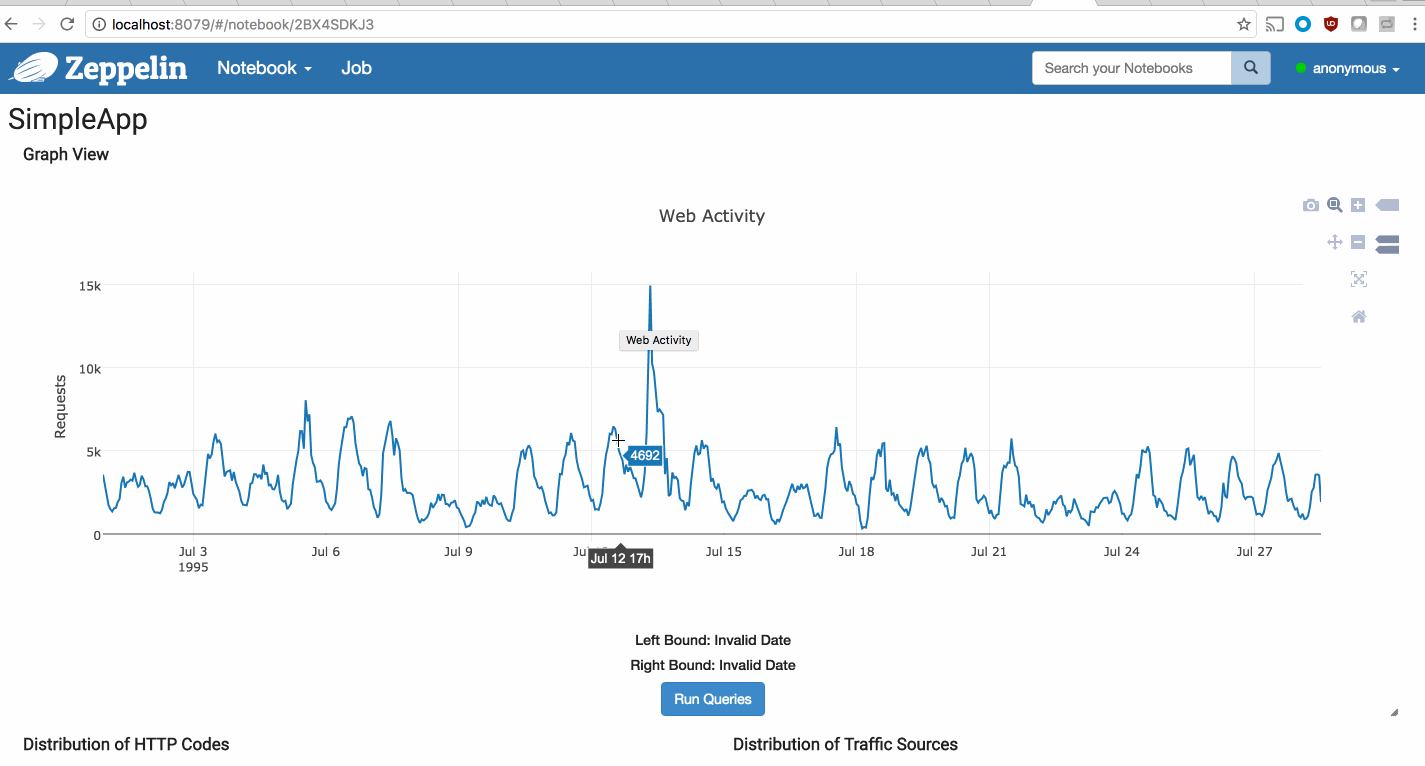 localhost:8079/#/notebook/2BX4SDKJ3
Zeppelin Notebook Job Search your Notebooks anonymous
SimpleApp
Graph View
Web Activity
15k
Web Activity
10k
Requests
5k
4692
0
Jul 3 Jul 6 Jul 9 Jul 15 Jul 18 Jul 21 Jul 24 Jul 27
Jul 12 17h
1995
Left Bound: Invalid Date
Right Bound: Invalid Date
Run Queries
Distribution of HTTP Codes Distribution of Traffic Sources